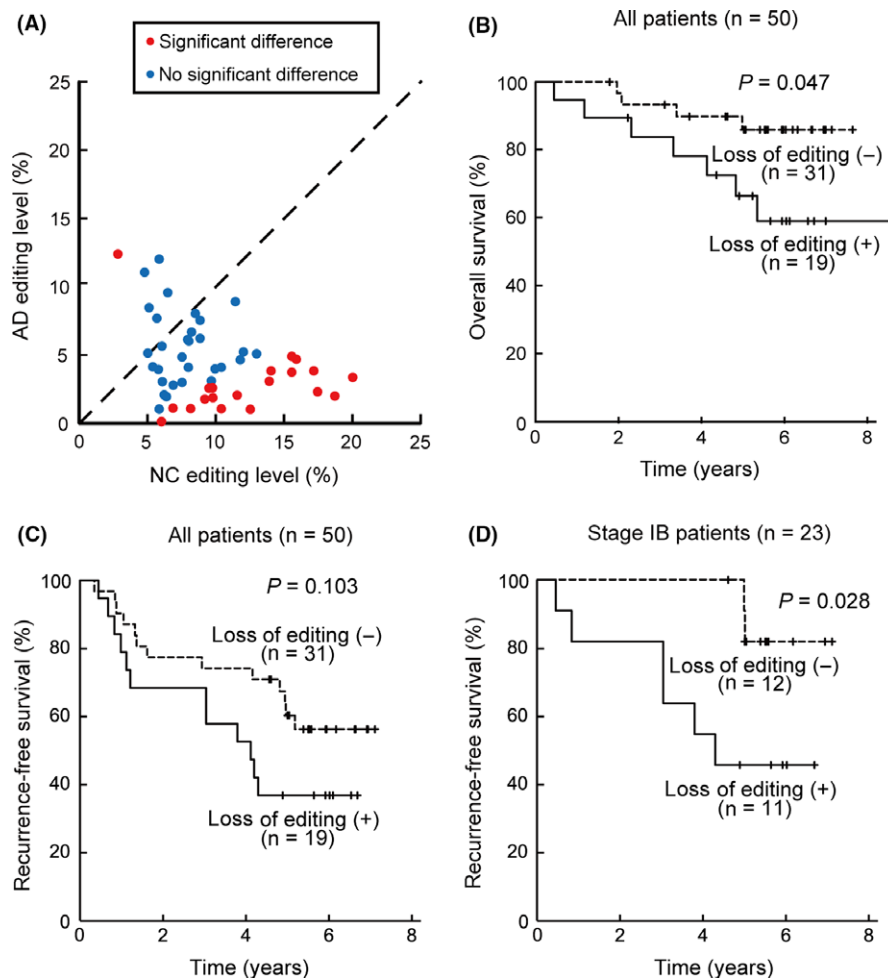 (A)
Significant difference
No significant difference
25
20
15
10
5
0
AD editing level (%)
0 5 10 15 20 25
NC editing level (%)
(B)
All patients (n = 50)
P = 0.047
100
80
60
40
20
0
Overall survival (%)
Loss of editing (–)
(n = 31)
Loss of editing (+)
(n = 19)
0 2 4 6 8
Time (years)
(C)
All patients (n = 50)
P = 0.103
100
80
60
40
20
0
Recurrence-free survival (%)
Loss of editing (–)
(n = 31)
Loss of editing (+)
(n = 19)
0 2 4 6 8
Time (years)
(D)
Stage IB patients (n = 23)
P = 0.028
100
80
60
40
20
0
Recurrence-free survival (%)
Loss of editing (–)
(n = 12)
Loss of editing (+)
(n = 11)
0 2 4 6 8
Time (years)